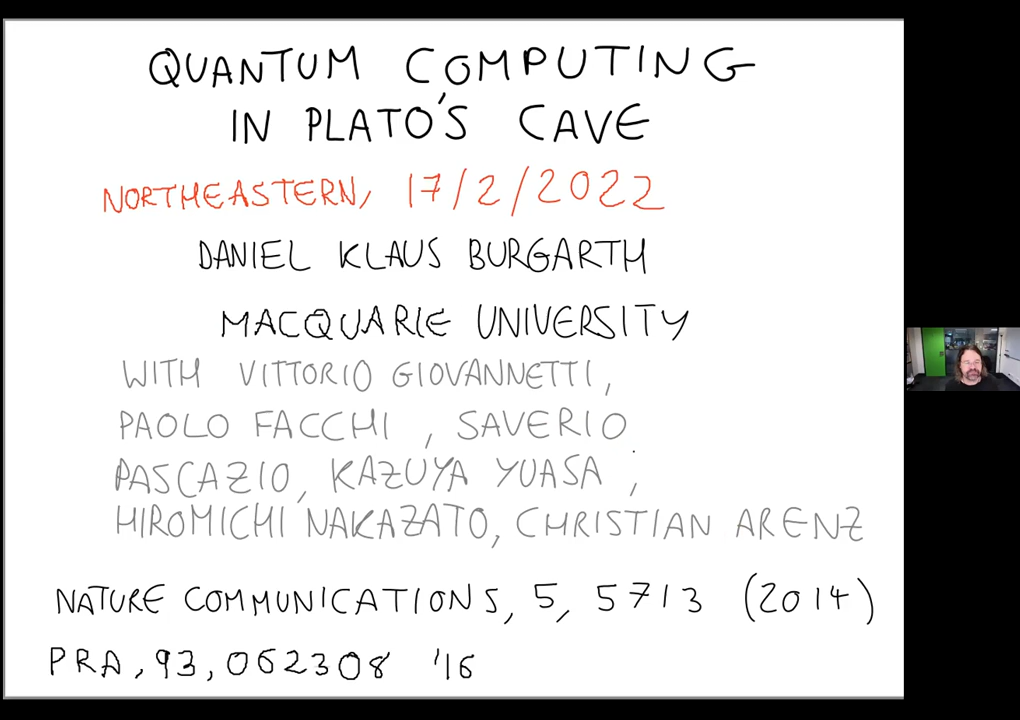 QUANTUM COMPUTING
IN PLATO'S CAVE
NORTHEASTERN, 17/2/2022
DANIEL KLAUS BURGARTH
MACQUARIE UNIVERSITY
WITH VITTORIO GIOVANNETTI,
PAOLO FACCHI, SAVERIO
PASCAZIO, KAZUYA YUASA,
HIROMICHI NAKAZATO, CHRISTIAN ARENZ
NATURE COMMUNICATIONS, 5, 5713 (2014)
PRA, 93, 062308 '16